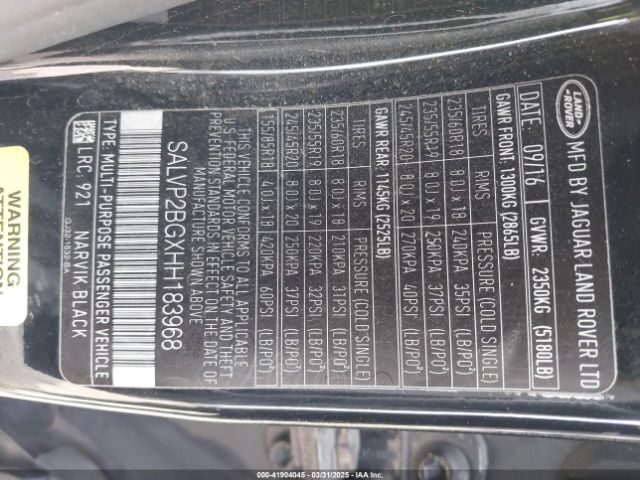 LAND
ROVER
MFD BY JAGUAR LAND ROVER LTD
DATE: 09/16 GVWR: 2350KG (5180LB)
GAWR FRONT: 1300KG (2865LB)
TIRES RIMS PRESSURE (COLD SINGLE)
235/60R18 8.0J x 18 240KPA 35PSI (LB/PO²)
235/55R19 8.0J x 19 250KPA 37PSI (LB/PO²)
245/45R20 8.0J x 20 270KPA 40PSI (LB/PO²)
GAWR REAR: 1145KG (2525LB)
TIRES RIMS PRESSURE (COLD SINGLE)
235/60R18 8.0J x 18 210KPA 31PSI (LB/PO²)
235/55R19 8.0J x 19 220KPA 32PSI (LB/PO²)
245/45R20 8.0J x 20 250KPA 37PSI (LB/PO²)
155/85R18 4.0J x 18 420KPA 60PSI (LB/PO²)
THIS VEHICLE CONFORMS TO ALL APPLICABLE
U.S. FEDERAL MOTOR VEHICLE SAFETY AND THEFT
PREVENTION STANDARDS IN EFFECT ON THE DATE OF
MANUFACTURE SHOWN ABOVE
SALVP2BGXHH183968
TYPE: MULTI-PURPOSE PASSENGER VEHICLE
LRC: 921 NARVIK BLACK
WARNING
000-41904045 - 03/31/2025 - IAAI.CA